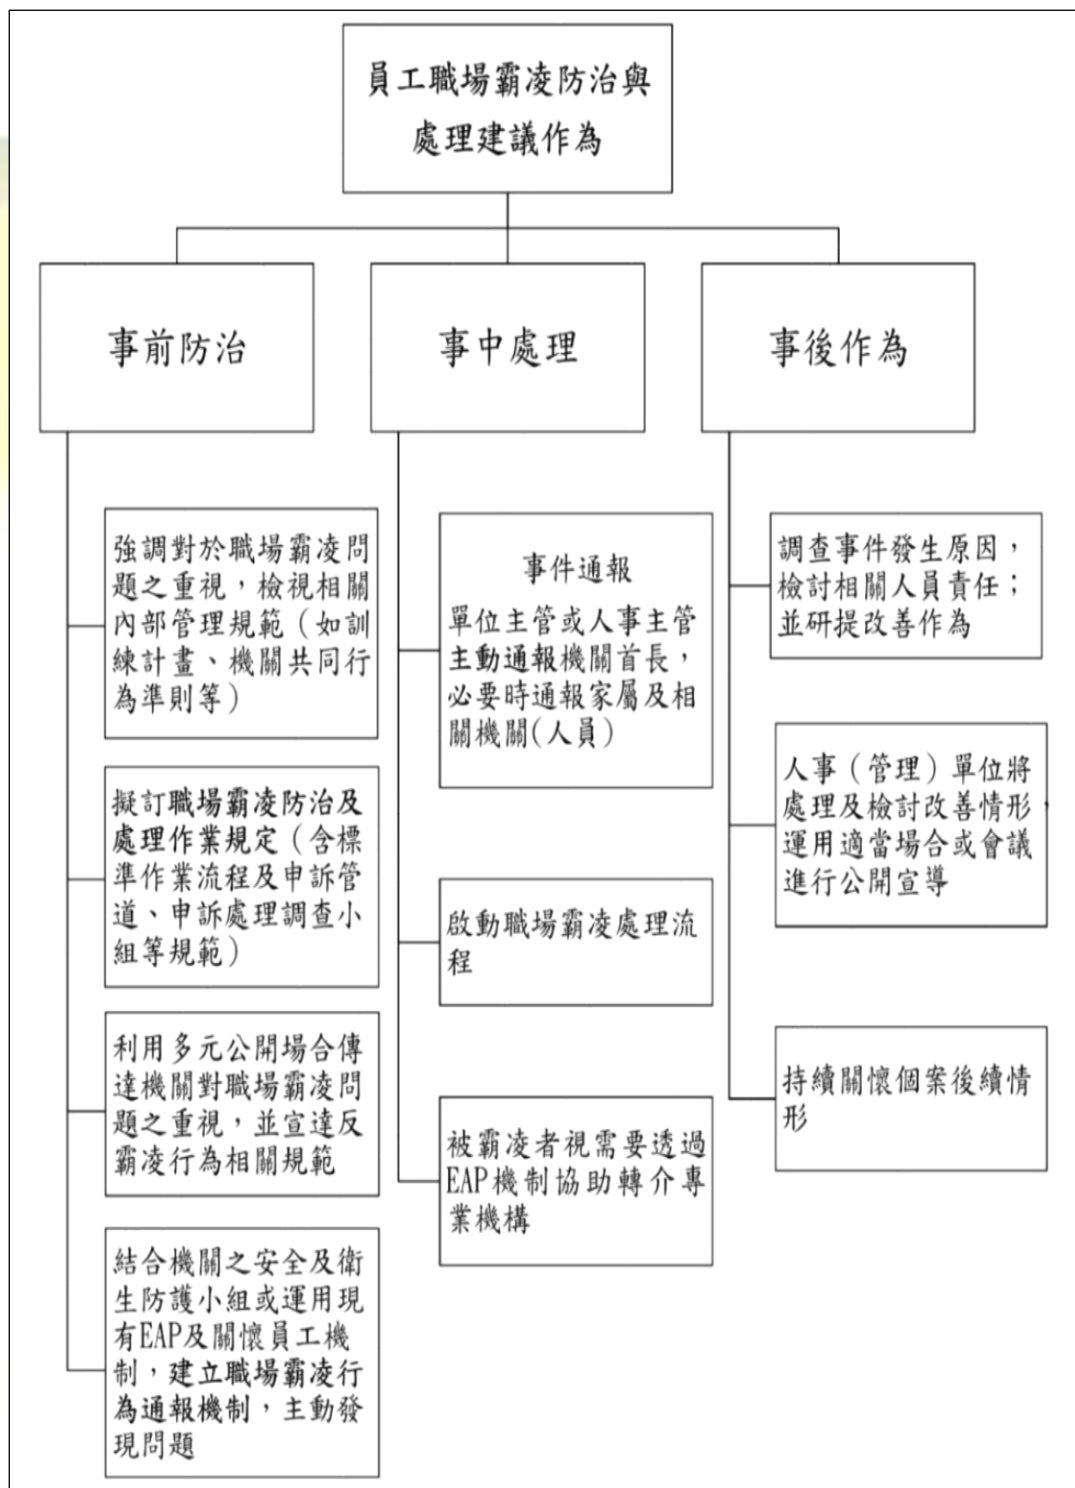 員工職場霸凌防治與
處理建議作為
事前防治
事中處理
事後作為
強調對於職場霸凌問
題之重視，檢視相關
內部管理規範（如訓
練計畫、機關共同行
為準則等）
擬訂職場霸凌防治及
處理作業規定（含標
準作業流程及申訴管
道、申訴處理調查小
組等規範）
利用多元公開場合傳
達機關對職場霸凌問
題之重視，並宣達反
霸凌行為相關規範
結合機關之安全及衛
生防護小組或運用現
有EAP及關懷員工機
制，建立職場霸凌行
為通報機制，主動發
現問題
事件通報
單位主管或人事主管
主動通報機關首長，
必要時通報家屬及相
關機關(人員)
啟動職場霸凌處理流
程
被霸凌者視需要透過
EAP機制協助轉介專
業機構
調查事件發生原因，
檢討相關人員責任；
並研提改善作為
人事（管理）單位將
處理及檢討改善情形，
運用適當場合或會議
進行公開宣導
持續關懷個案後續情
形